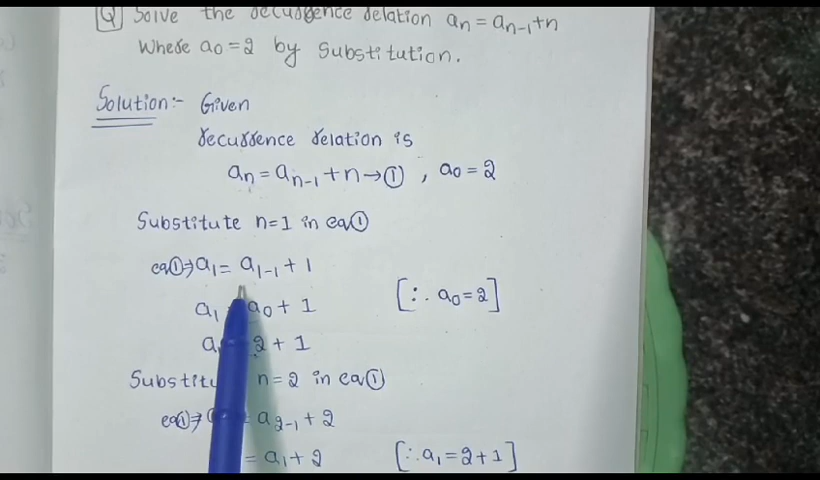 Q Solve the recurrence relation an = an-1 + n
Where a0 = 2 by Substitution.
Solution:- Given
recurrence relation is
an = an-1 + n → ①, a0 = 2
Substitute n=1 in eq①
eq① ⇒ a1 = a1-1 + 1
a1 a0 + 1 [∵ a0 = 2]
a 2 + 1
Substitu n = 2 in eq①
eq① ⇒ = a2-1 + 2
= a1 + 2 [∵ a1 = 2+1]